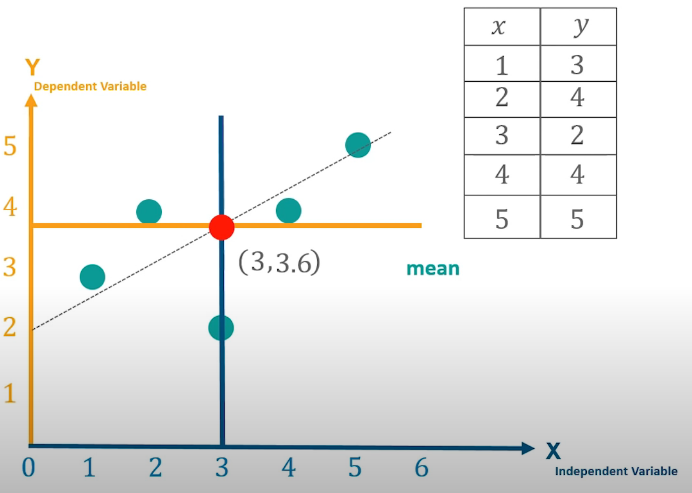 Y
Dependent Variable
5
4
3
2
1
0 1 2 3 4 5 6
X
Independent Variable
(3,3.6)
mean
x y
1 3
2 4
3 2
4 4
5 5